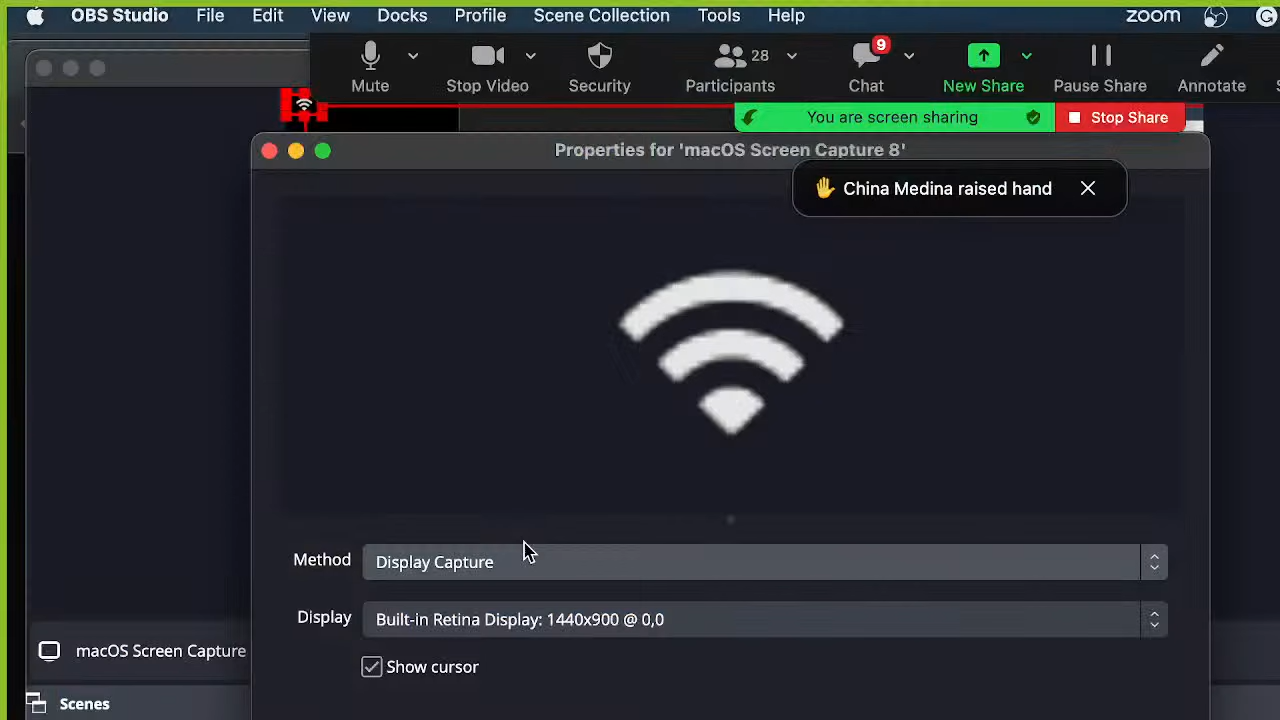 OBS Studio File Edit View Docks Profile Scene Collection Tools Help zoom
28 9
Mute Stop Video Security Participants Chat New Share Pause Share Annotate
You are screen sharing Stop Share
Properties for 'macOS Screen Capture 8'
China Medina raised hand
Method Display Capture
Display Built-in Retina Display: 1440x900 @ 0,0
macOS Screen Capture
Show cursor
Scenes